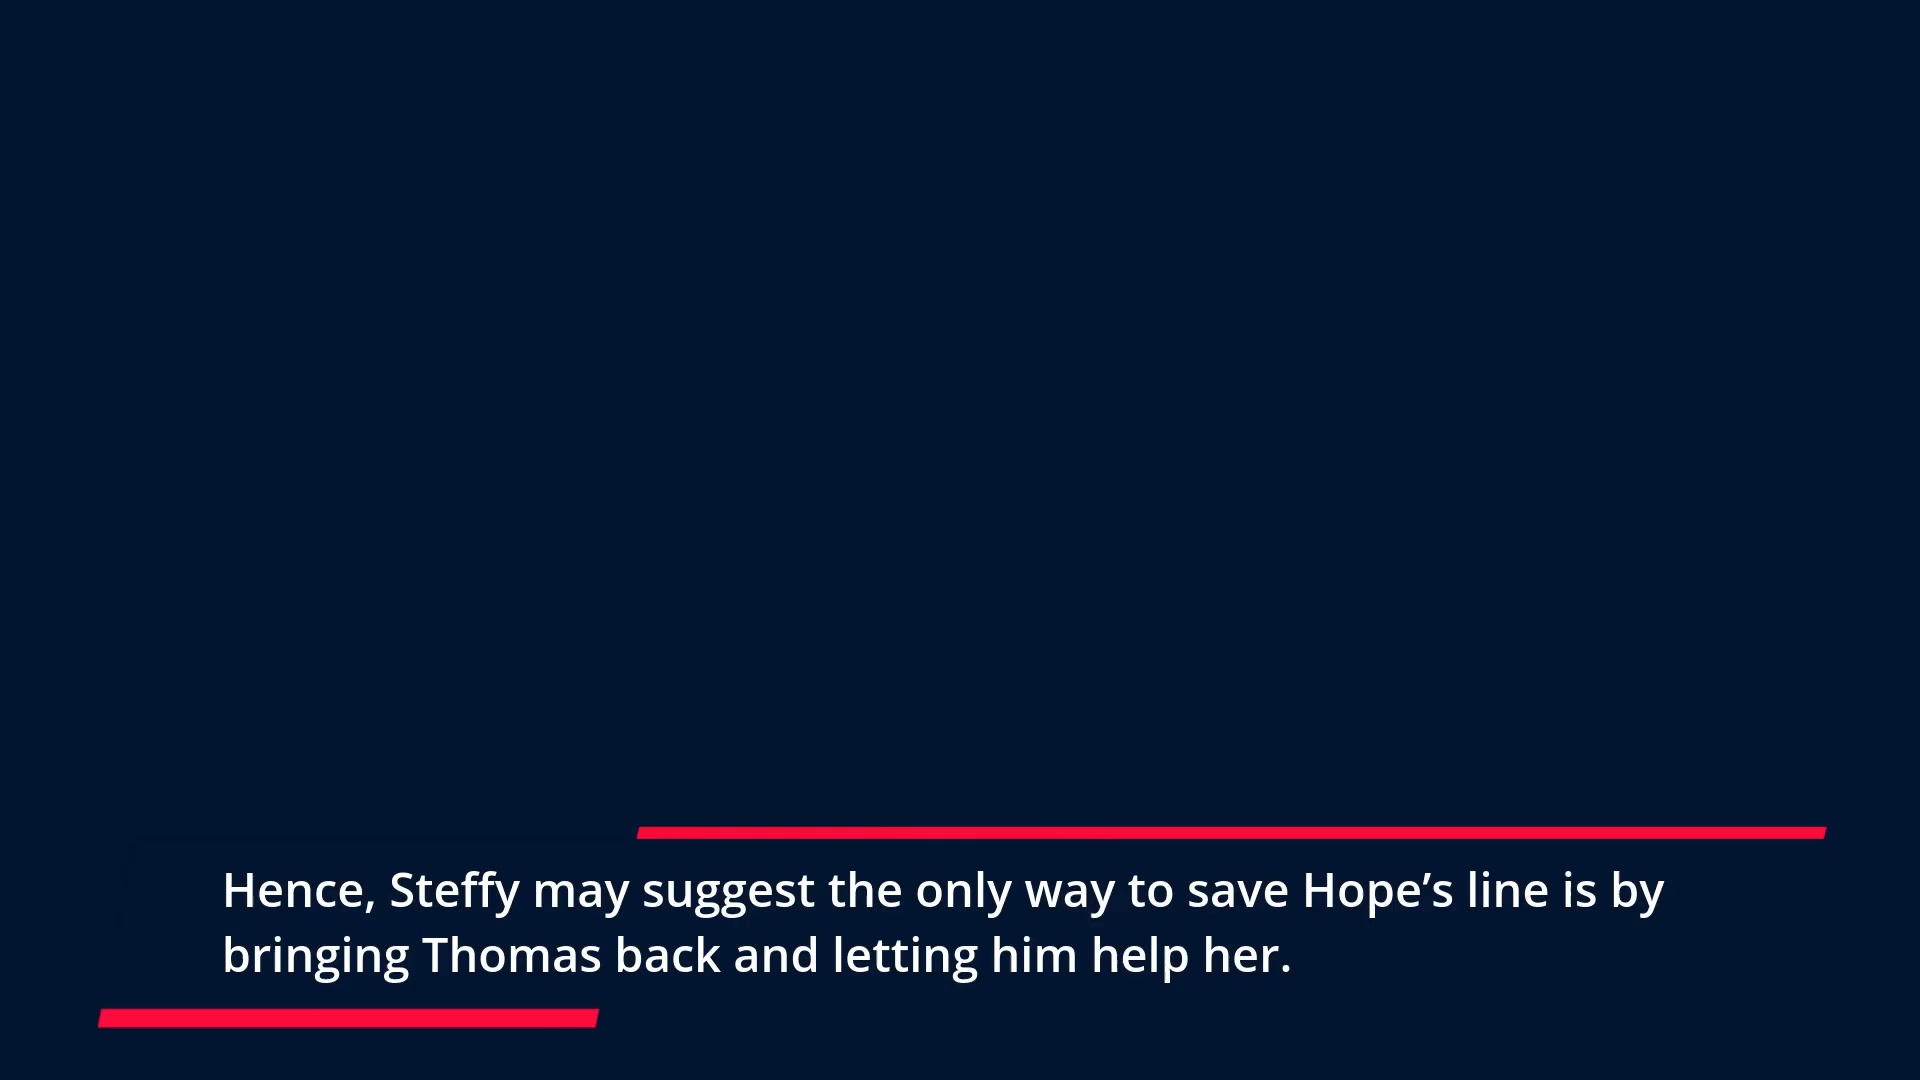 Hence, Steffy may suggest the only way to save Hope’s line is by
bringing Thomas back and letting him help her.